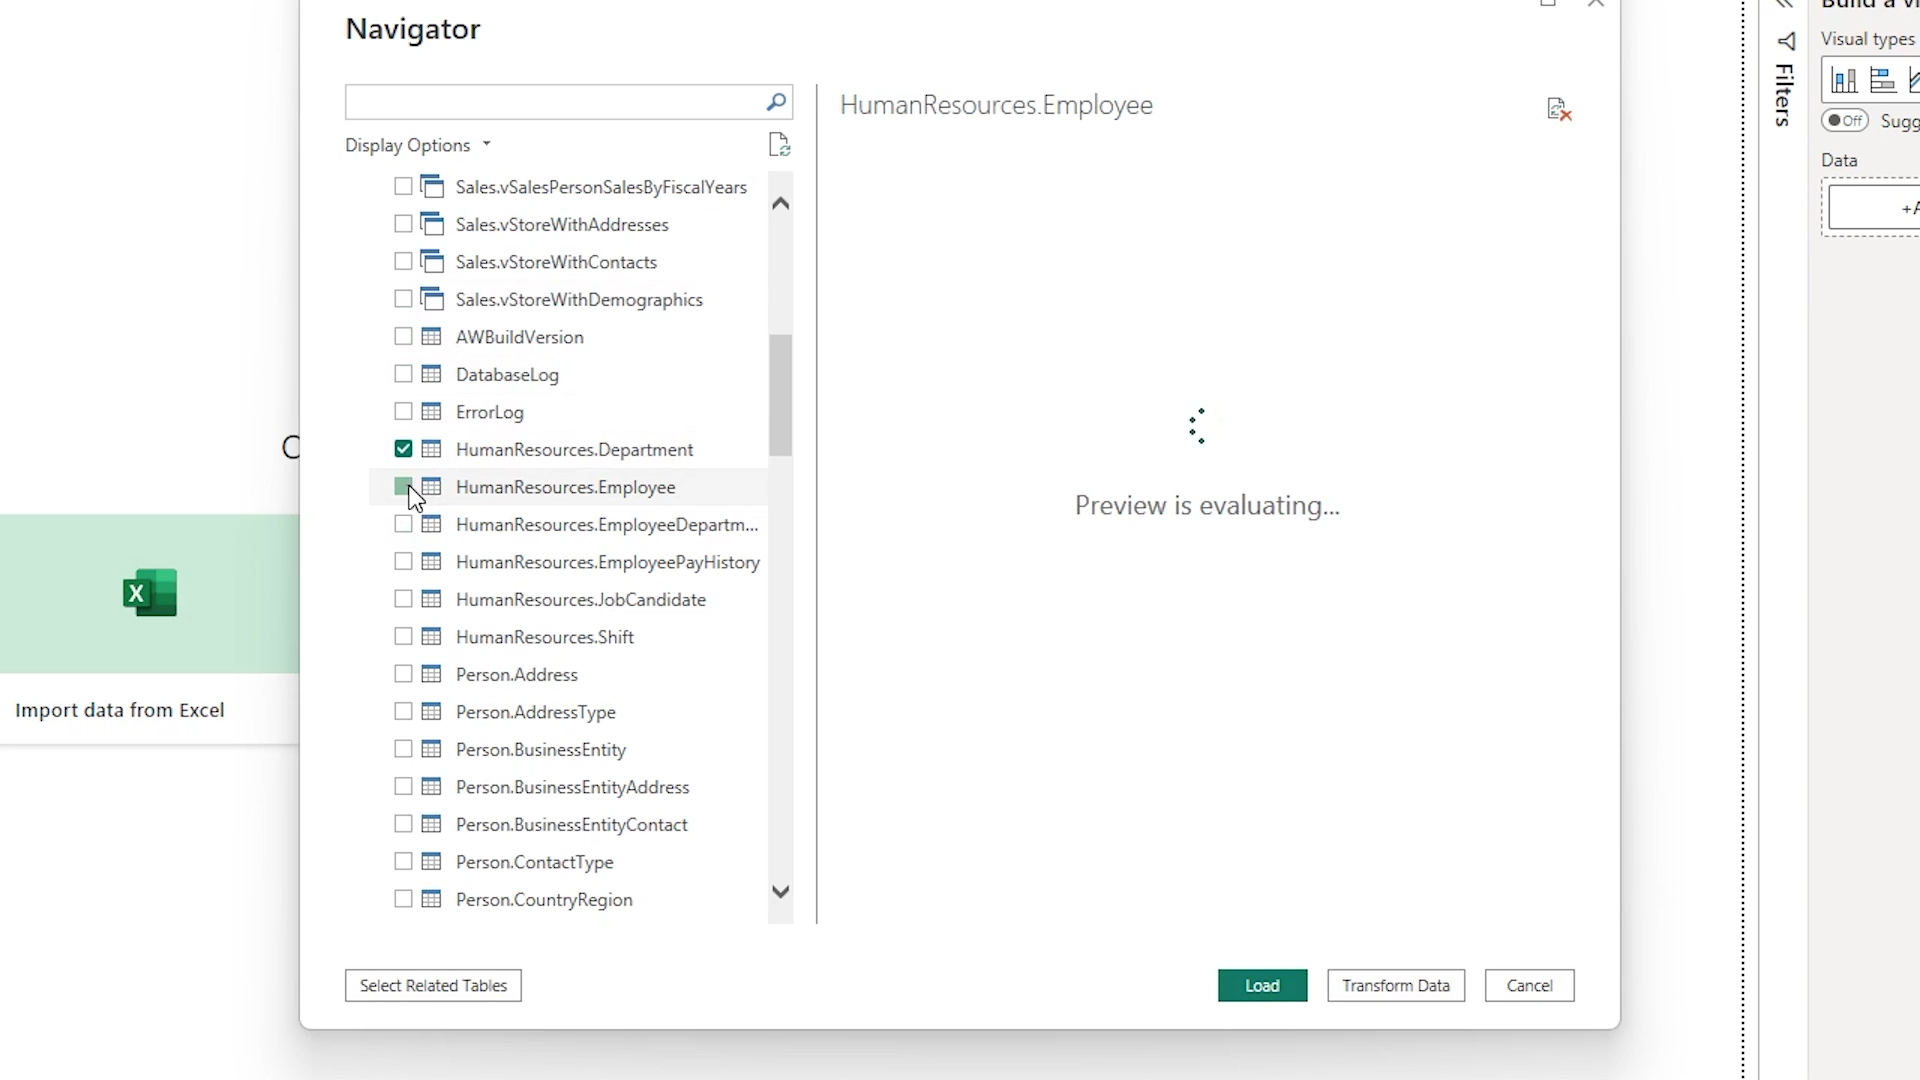 Navigator
Display Options
Sales.vSalesPersonSalesByFiscalYears
Sales.vStoreWithAddresses
Sales.vStoreWithContacts
Sales.vStoreWithDemographics
AWBuildVersion
DatabaseLog
ErrorLog
HumanResources.Department
HumanResources.Employee
HumanResources.EmployeeDepartm...
HumanResources.EmployeePayHistory
HumanResources.JobCandidate
HumanResources.Shift
Person.Address
Person.AddressType
Person.BusinessEntity
Person.BusinessEntityAddress
Person.BusinessEntityContact
Person.ContactType
Person.CountryRegion
Select Related Tables
HumanResources.Employee
Preview is evaluating...
Load
Transform Data
Cancel
X
Import data from Excel
Filters
Build a
Visual types
Off
Data